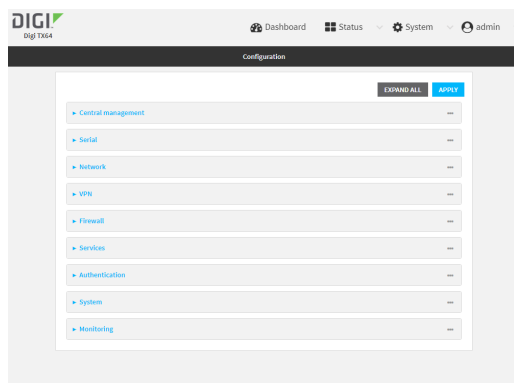 DIGI
Digi TX64
Dashboard Status System admin
Configuration
EXPAND ALL APPLY
Central management
Serial
Network
VPN
Firewall
Services
Authentication
System
Monitoring